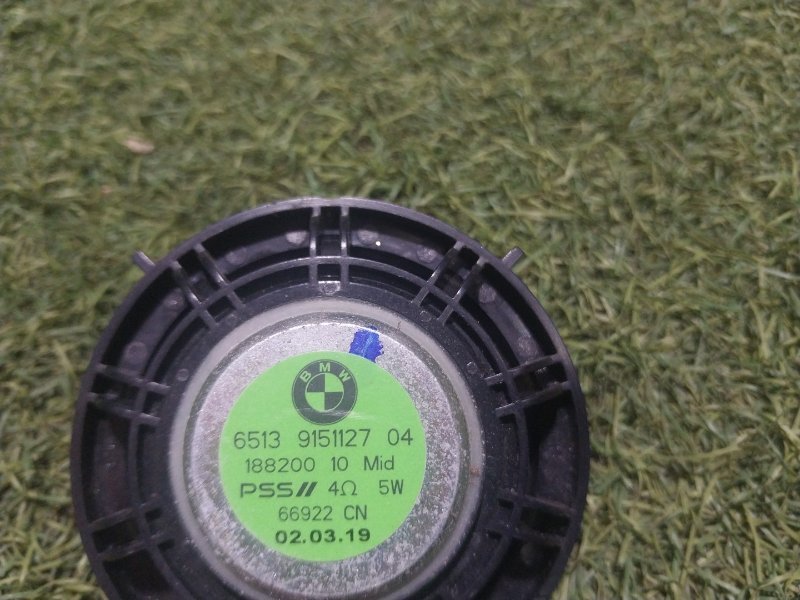 BMW
6513 9151127 04
188200 10 Mid
PSS// 4Ω 5W
66922 CN
02.03.19